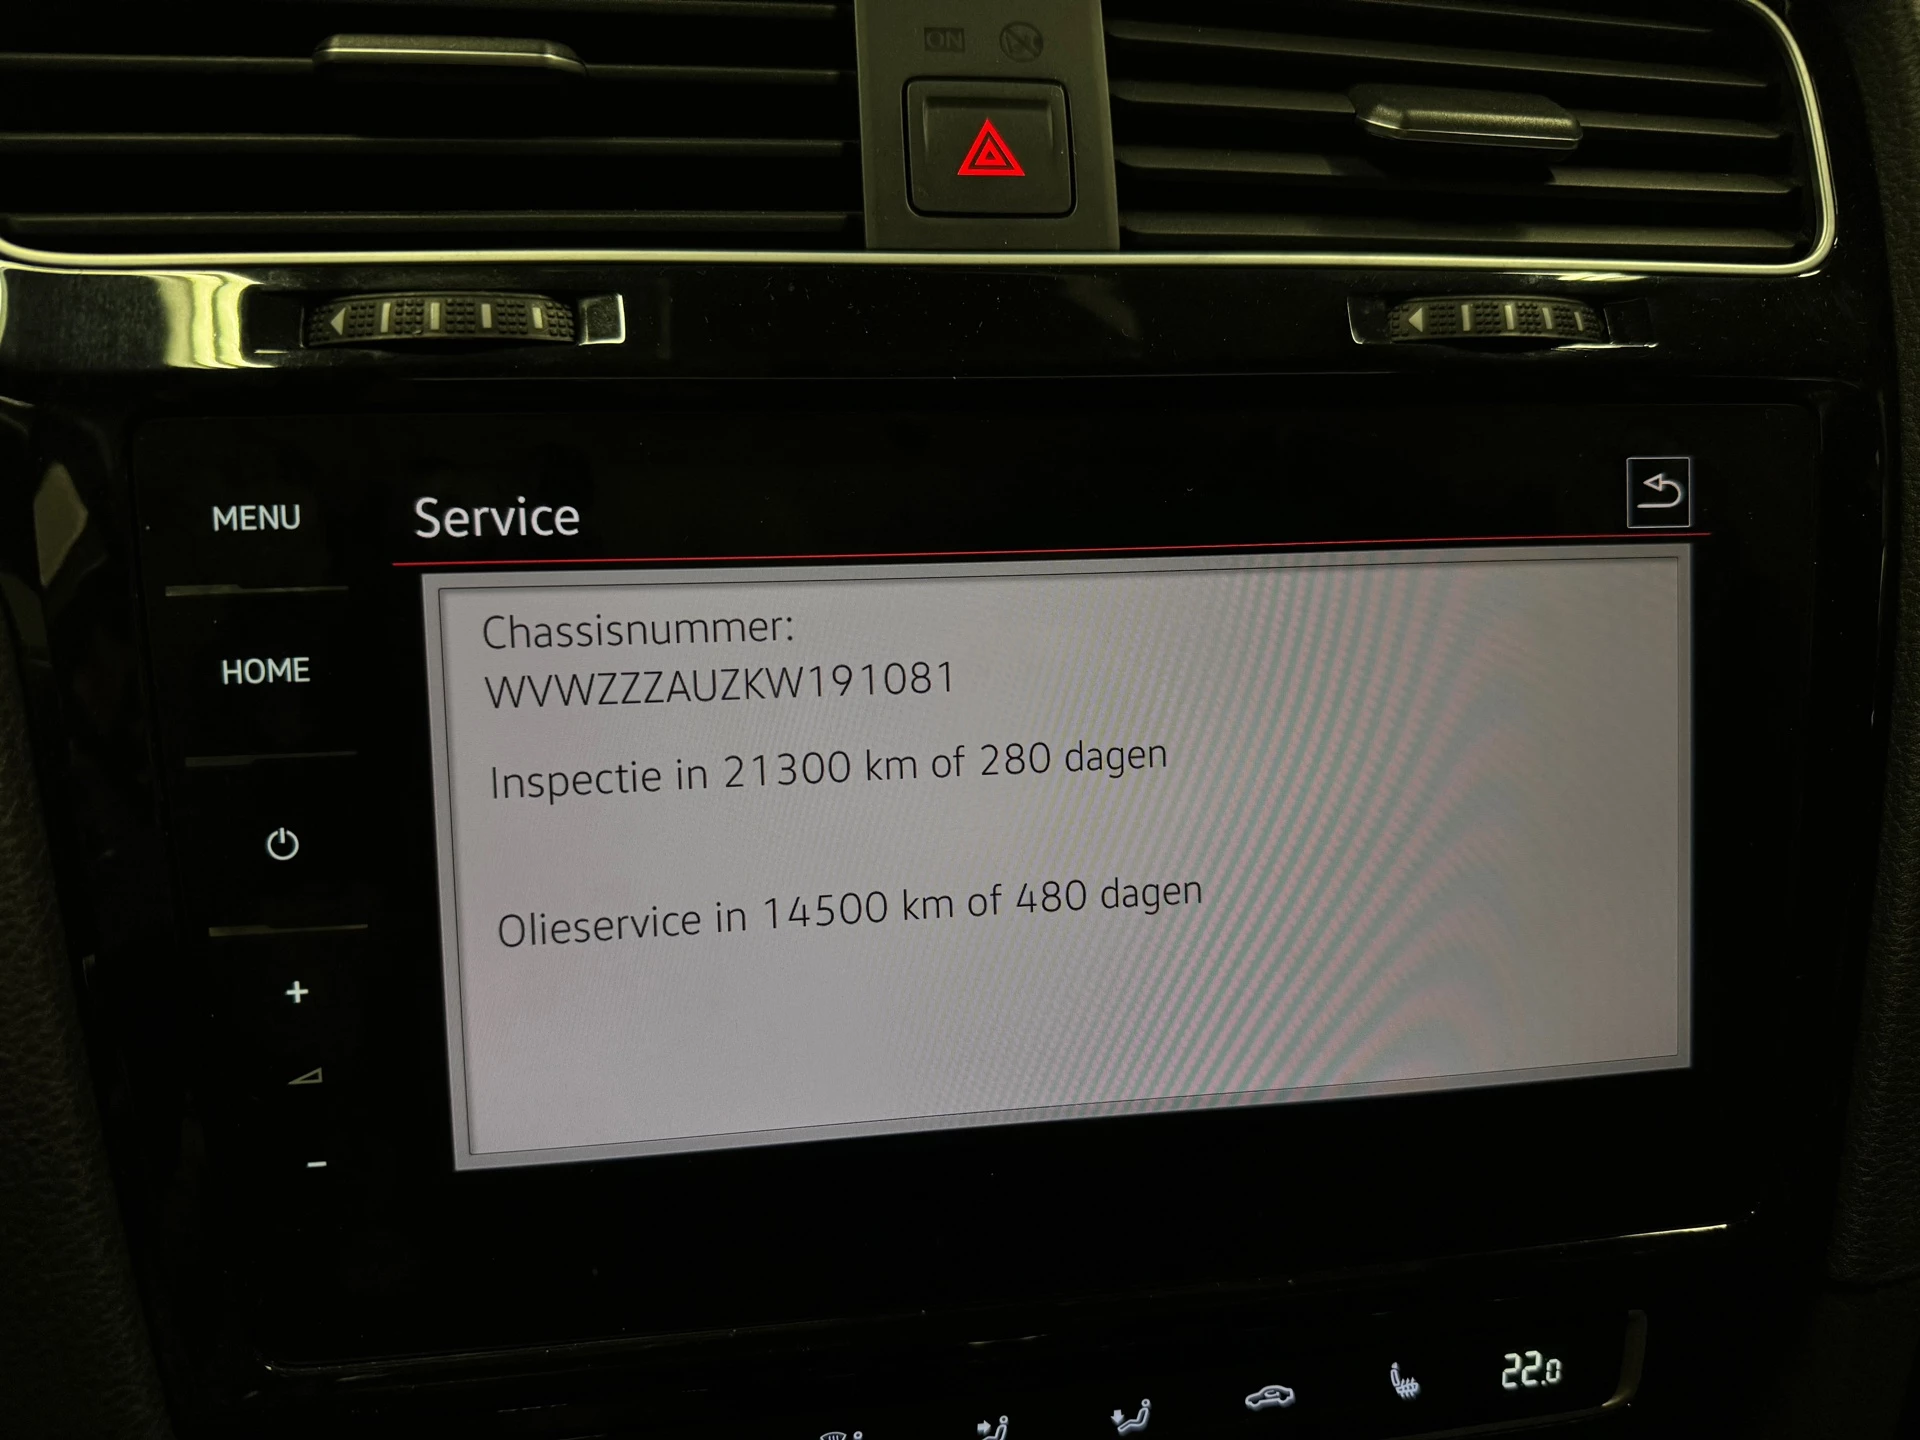 ON
MENU
Service
HOME
Chassisnummer:
WVWZZZAUZKW191081
Inspectie in 21300 km of 280 dagen
Olieservice in 14500 km of 480 dagen
+
-
22.0